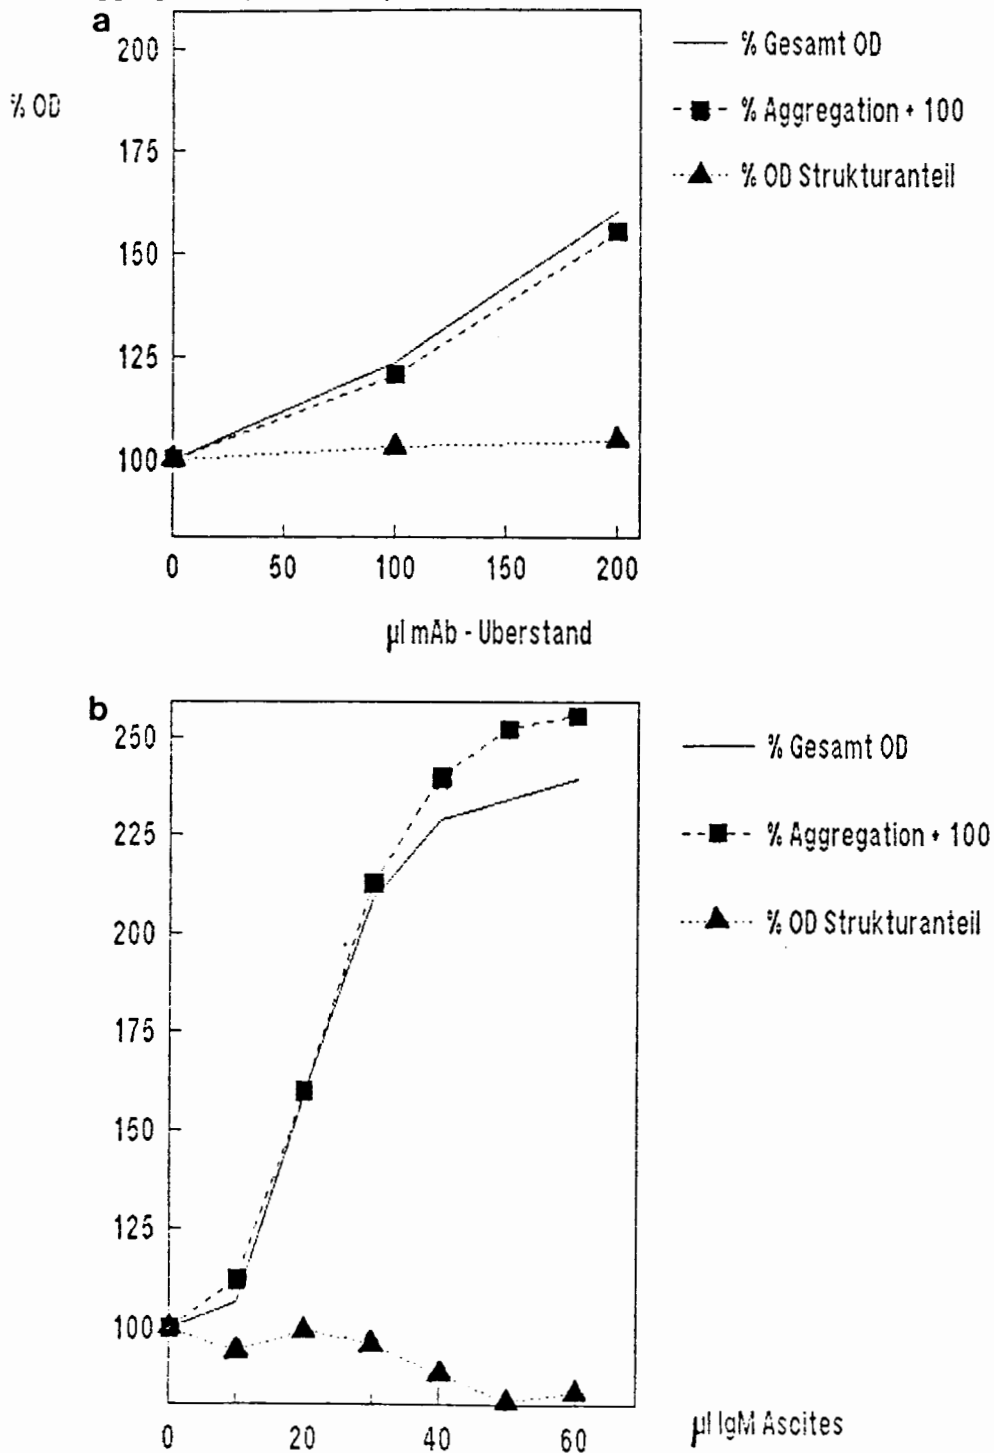 a
% OD
200
175
150
125
100
0 50 100 150 200
µl mAb - Uberstand
% Gesamt OD
% Aggregation + 100
% OD Strukturanteil
b
250
225
200
175
150
125
100
0 20 40 60
µl IgM Ascites
% Gesamt OD
% Aggregation + 100
% OD Strukturanteil